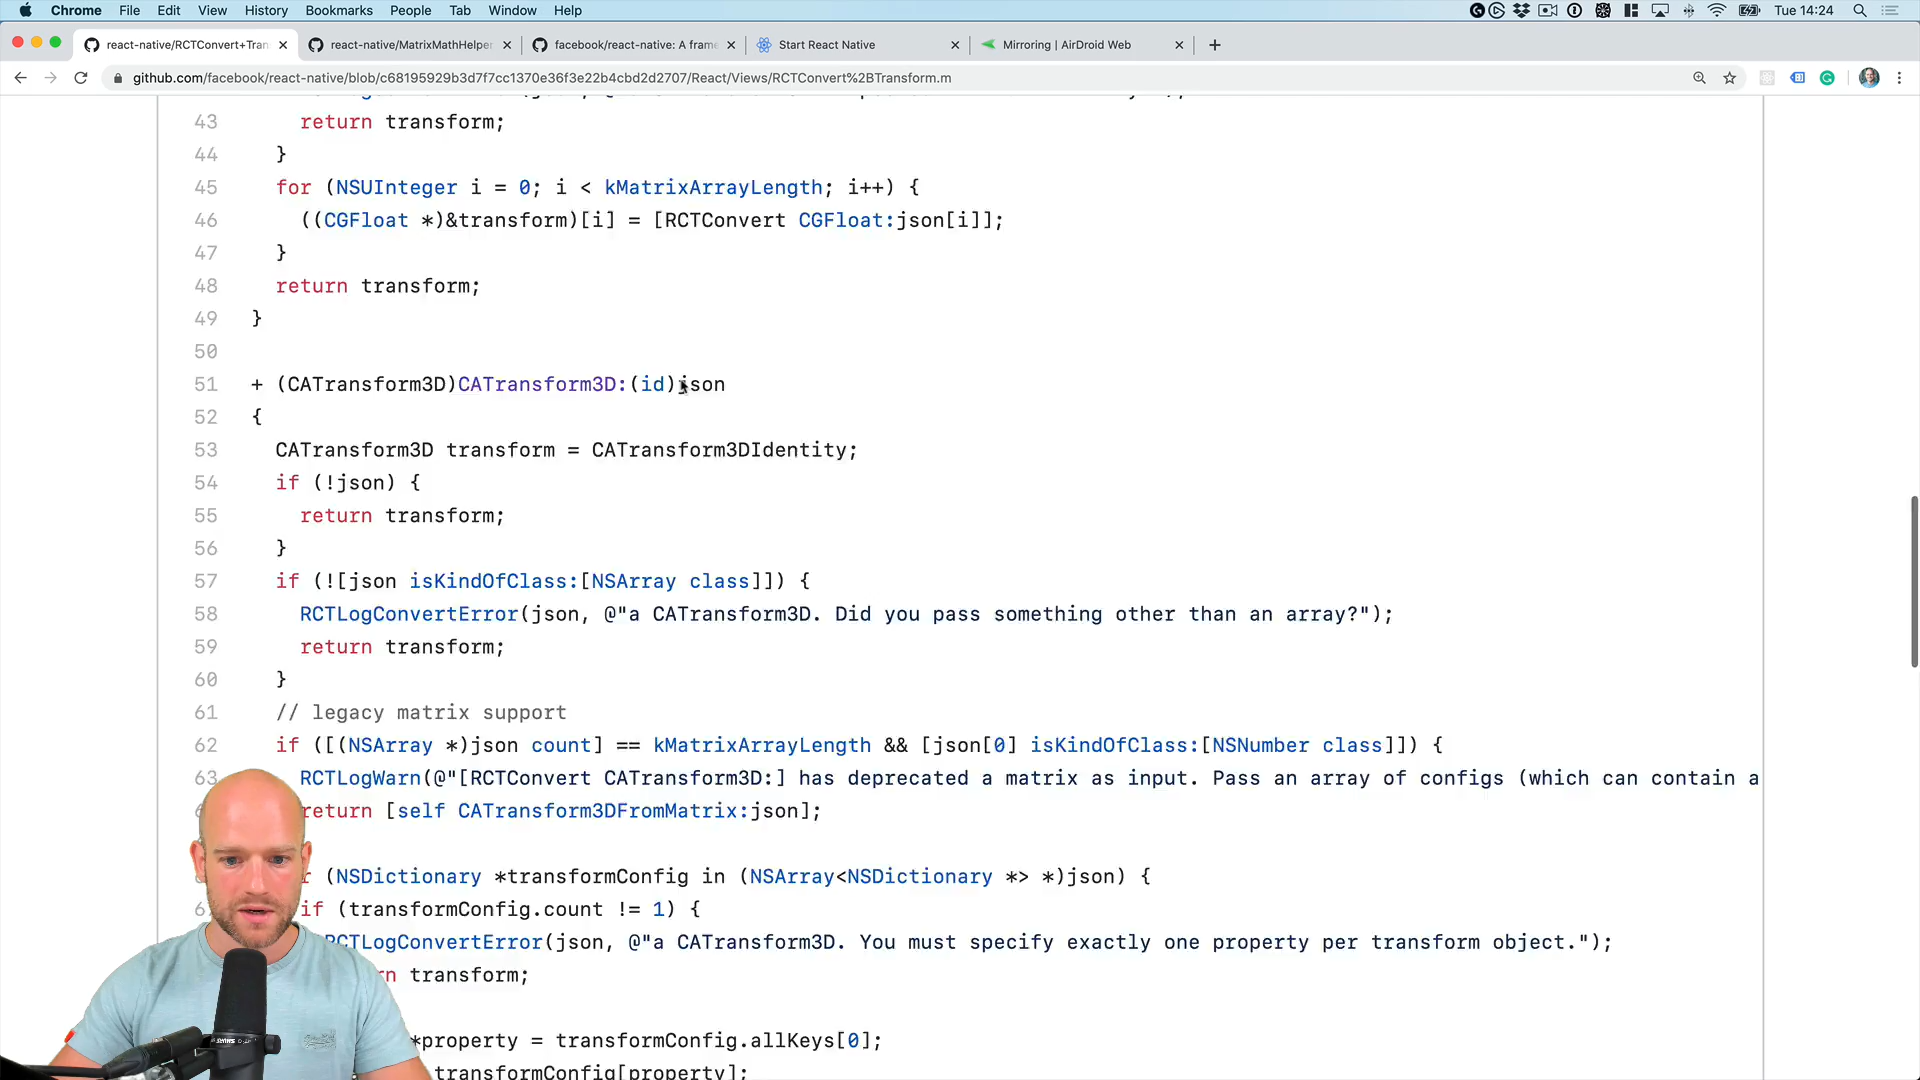 Chrome File Edit View History Bookmarks People Tab Window Help Tue 14:24
react-native/RCTConvert+Tran react-native/MatrixMathHelper facebook/react-native: A frame Start React Native Mirroring | AirDroid Web
github.com/facebook/react-native/blob/c68195929b3d7f7cc1370e36f3e22b4cbd2d2707/React/Views/RCTConvert%2BTransform.m
43 return transform;
44 }
45 for (NSUInteger i = 0; i < kMatrixArrayLength; i++) {
46 ((CGFloat *)&transform)[i] = [RCTConvert CGFloat:json[i]];
47 }
48 return transform;
49 }
50
51 + (CATransform3D)CATransform3D:(id)json
52 {
53 CATransform3D transform = CATransform3DIdentity;
54 if (!json) {
55 return transform;
56 }
57 if (![json isKindOfClass:[NSArray class]]) {
58 RCTLogConvertError(json, @"a CATransform3D. Did you pass something other than an array?");
59 return transform;
60 }
61 // legacy matrix support
62 if ([(NSArray *)json count] == kMatrixArrayLength && [json[0] isKindOfClass:[NSNumber class]]) {
63 RCTLogWarn(@"[RCTConvert CATransform3D:] has deprecated a matrix as input. Pass an array of configs (which can contain a
return [self CATransform3DFromMatrix:json];
(NSDictionary *transformConfig in (NSArray<NSDictionary *> *)json) {
if (transformConfig.count != 1) {
RCTLogConvertError(json, @"a CATransform3D. You must specify exactly one property per transform object.");
transform;
*property = transformConfig.allKeys[0];
transformConfig[property];